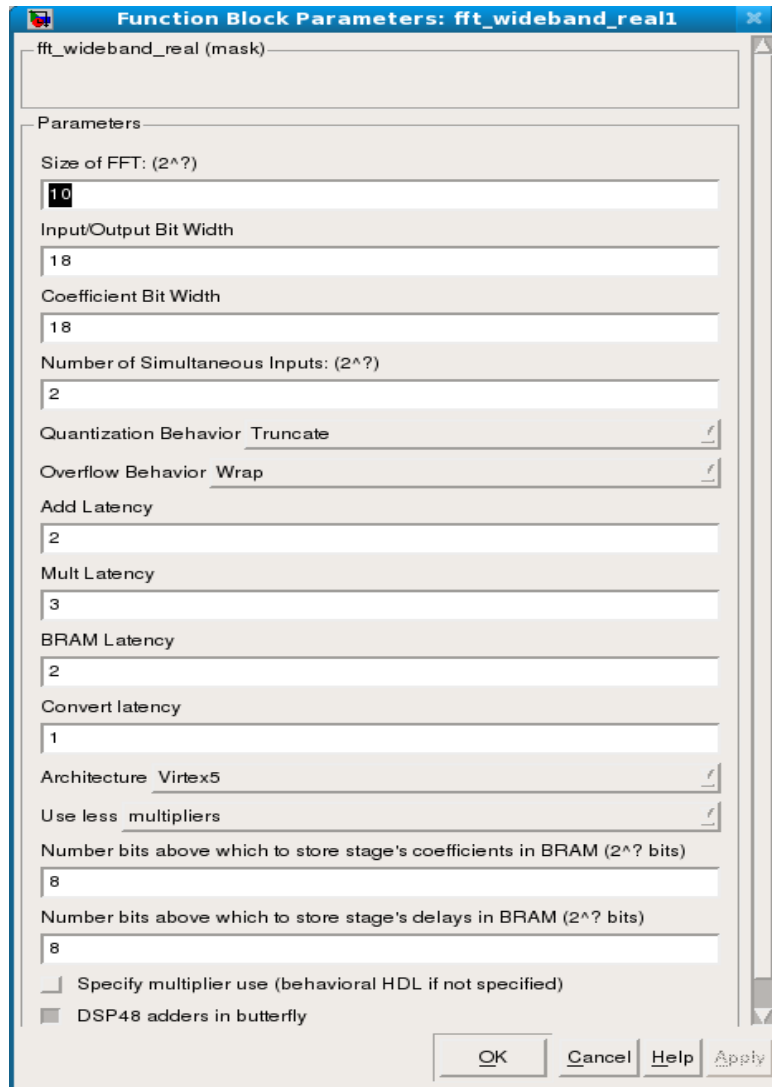 Function Block Parameters: fft_wideband_real1
fft_wideband_real (mask)
Parameters
Size of FFT: (2^?)
10
Input/Output Bit Width
18
Coefficient Bit Width
18
Number of Simultaneous Inputs: (2^?)
2
Quantization Behavior Truncate
Overflow Behavior Wrap
Add Latency
2
Mult Latency
3
BRAM Latency
2
Convert latency
1
Architecture Virtex5
Use less multipliers
Number bits above which to store stage's coefficients in BRAM (2^? bits)
8
Number bits above which to store stage's delays in BRAM (2^? bits)
8
Specify multiplier use (behavioral HDL if not specified)
DSP48 adders in butterfly
OK Cancel Help Apply